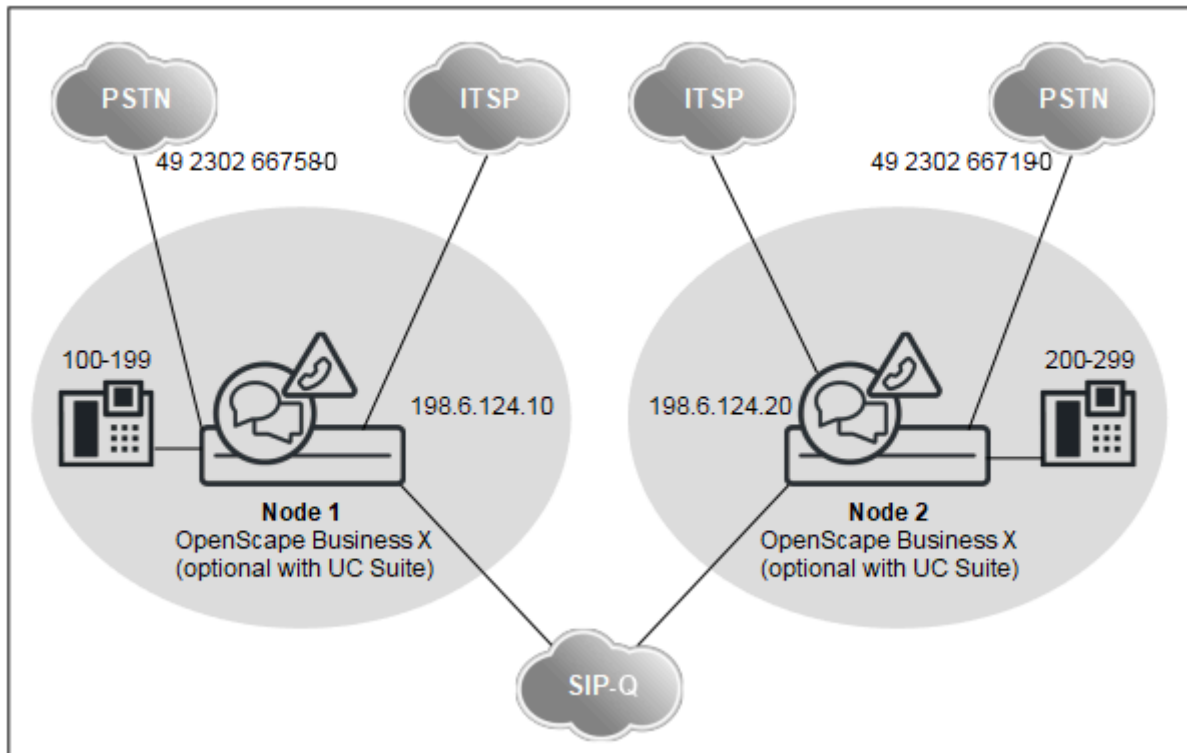 PSTN
ITSP
ITSP
PSTN
49 2302 66758-0
49 2302 66719-0
100-199
200-299
198.6.124.10
198.6.124.20
Node 1
OpenScape Business X
(optional with UC Suite)
Node 2
OpenScape Business X
(optional with UC Suite)
SIP-Q